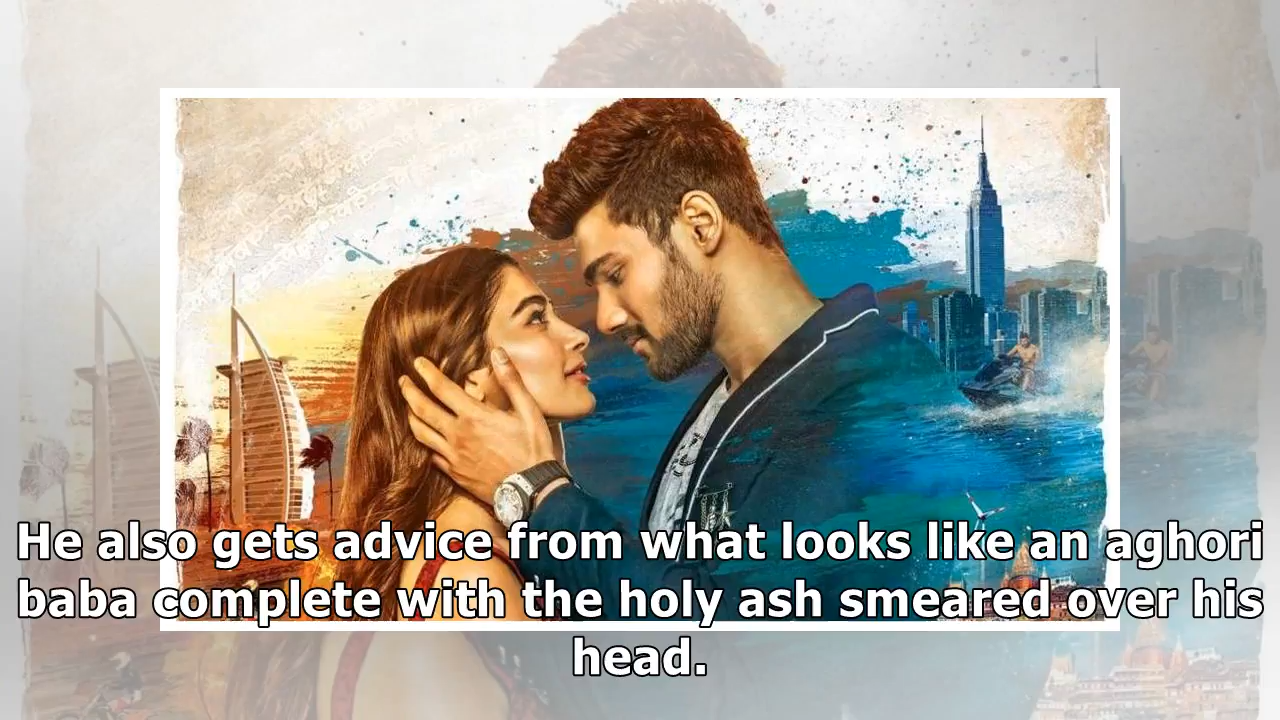 He also gets advice from what looks like an aghori
baba complete with the holy ash smeared over his
head.